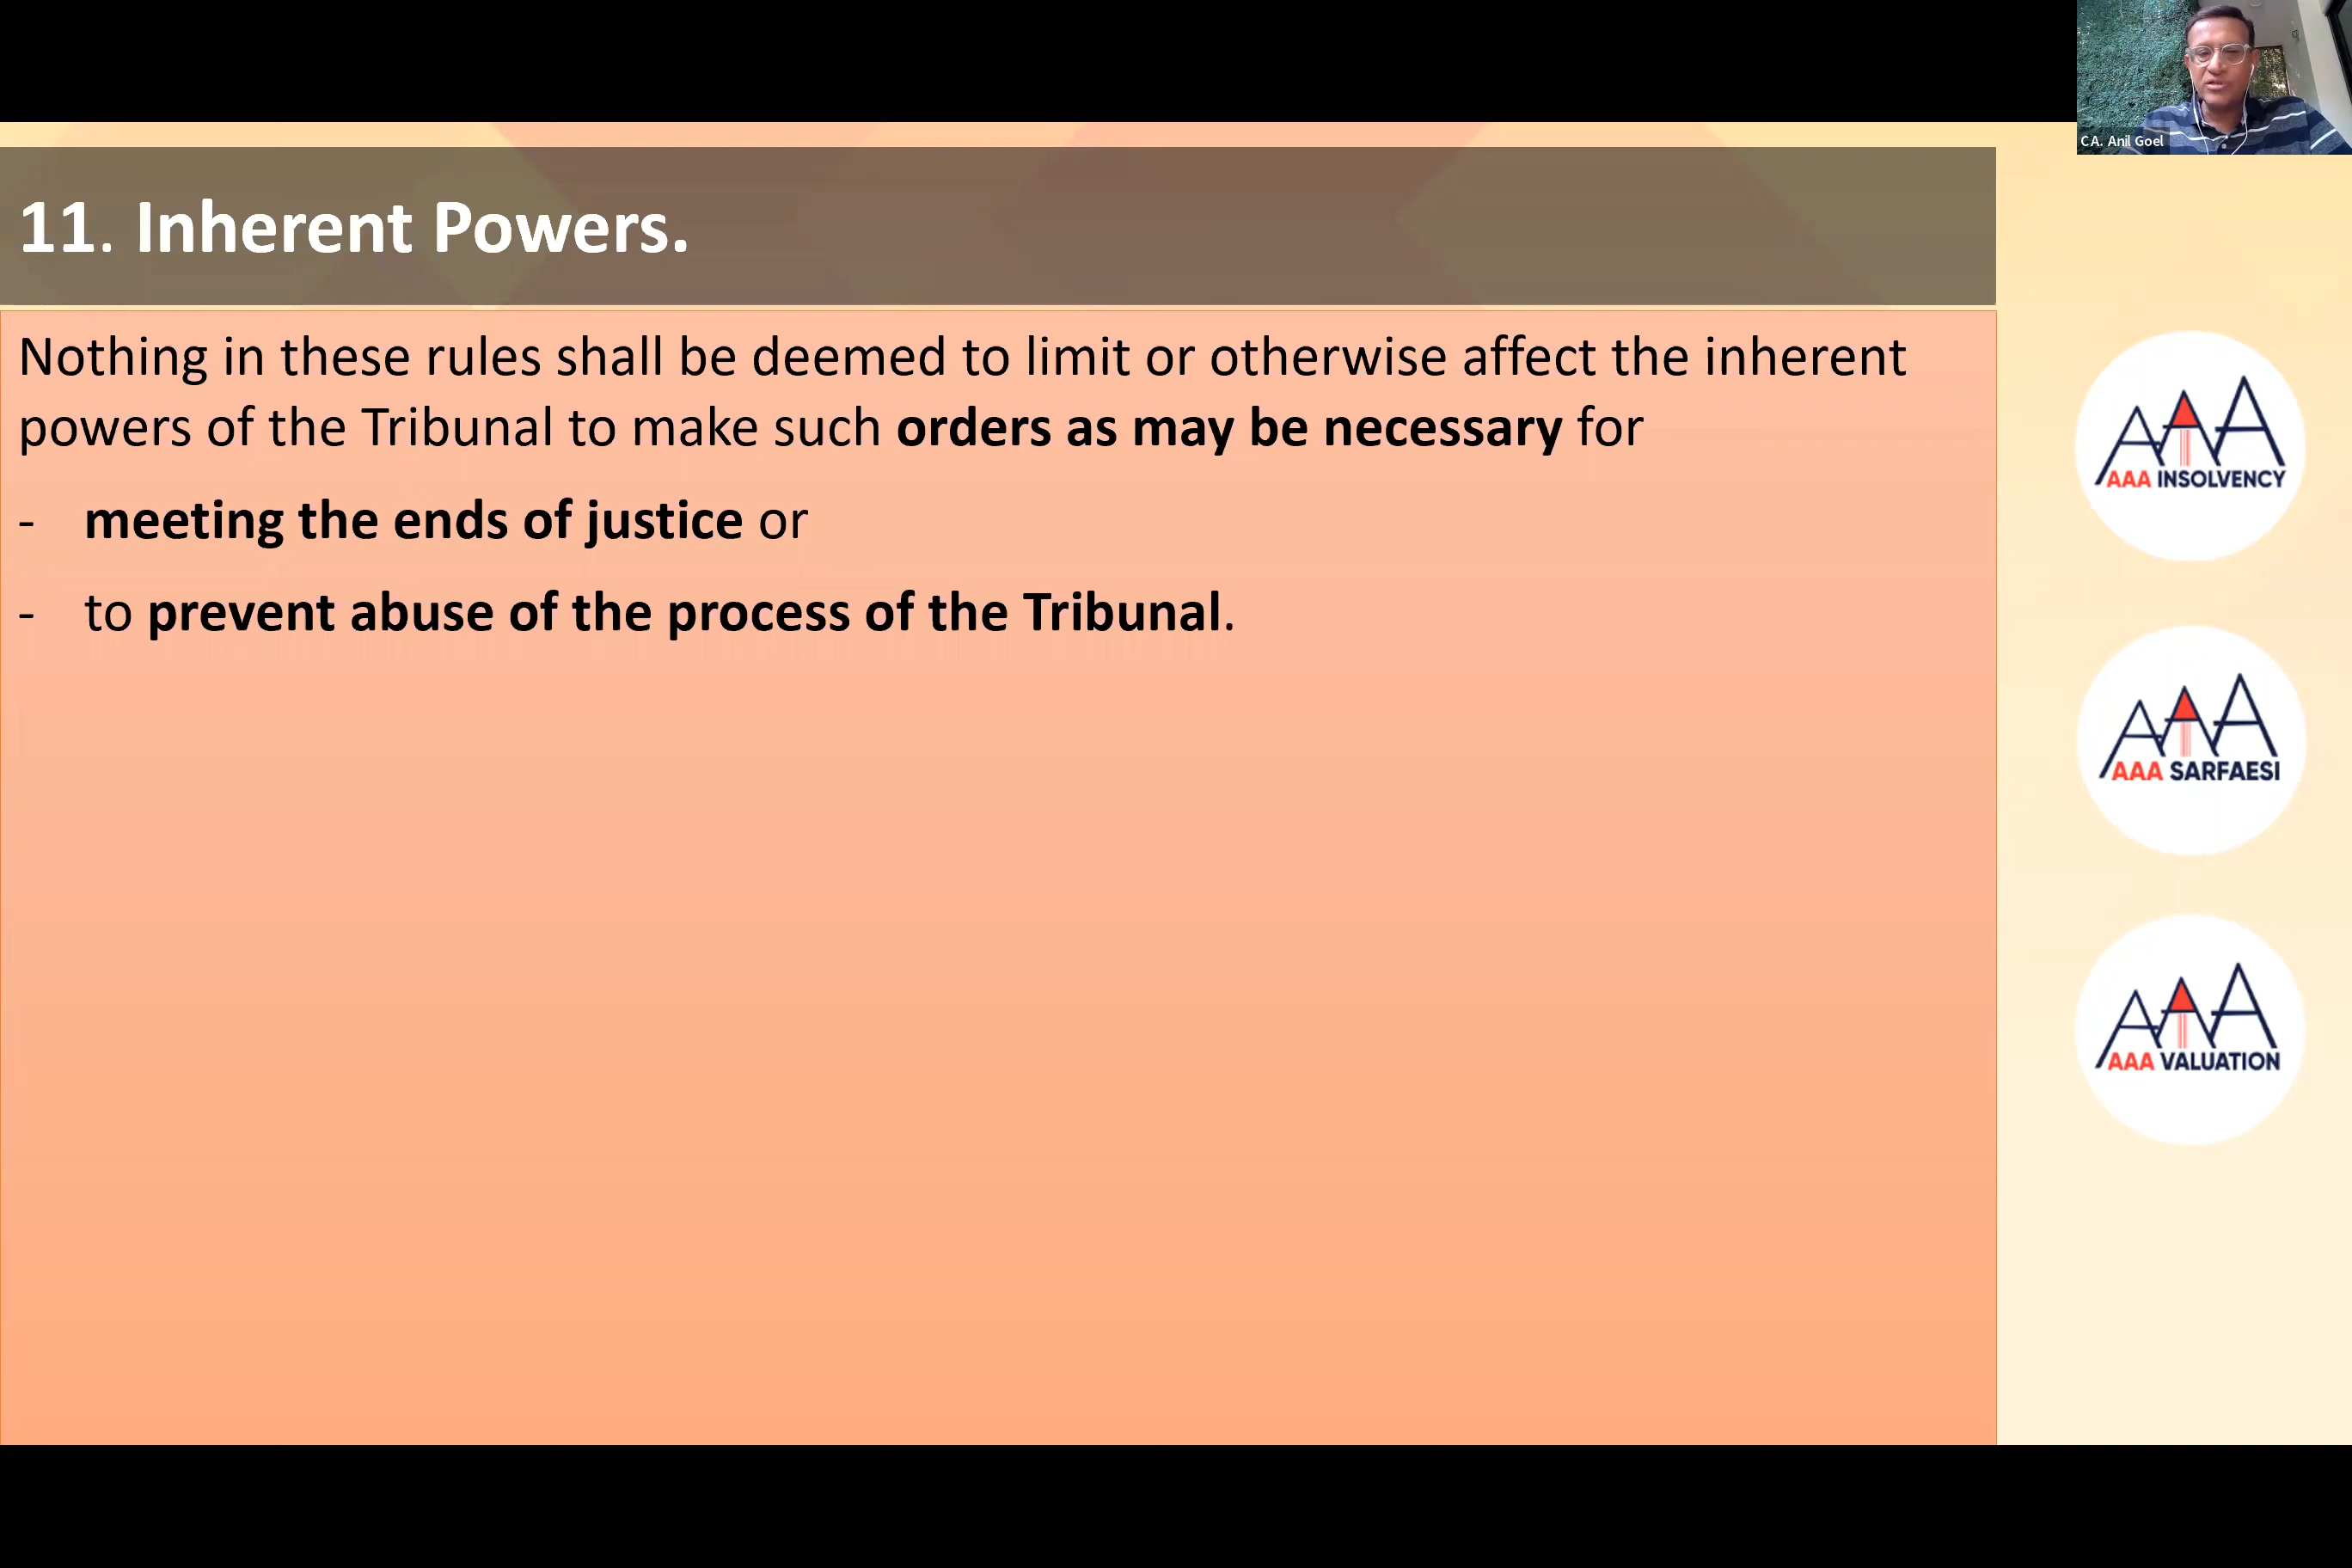 CA. Anil Goel
11. Inherent Powers.
Nothing in these rules shall be deemed to limit or otherwise affect the inherent
powers of the Tribunal to make such orders as may be necessary for
- meeting the ends of justice or
- to prevent abuse of the process of the Tribunal.
AAA INSOLVENCY
AAA SARFAESI
AAA VALUATION